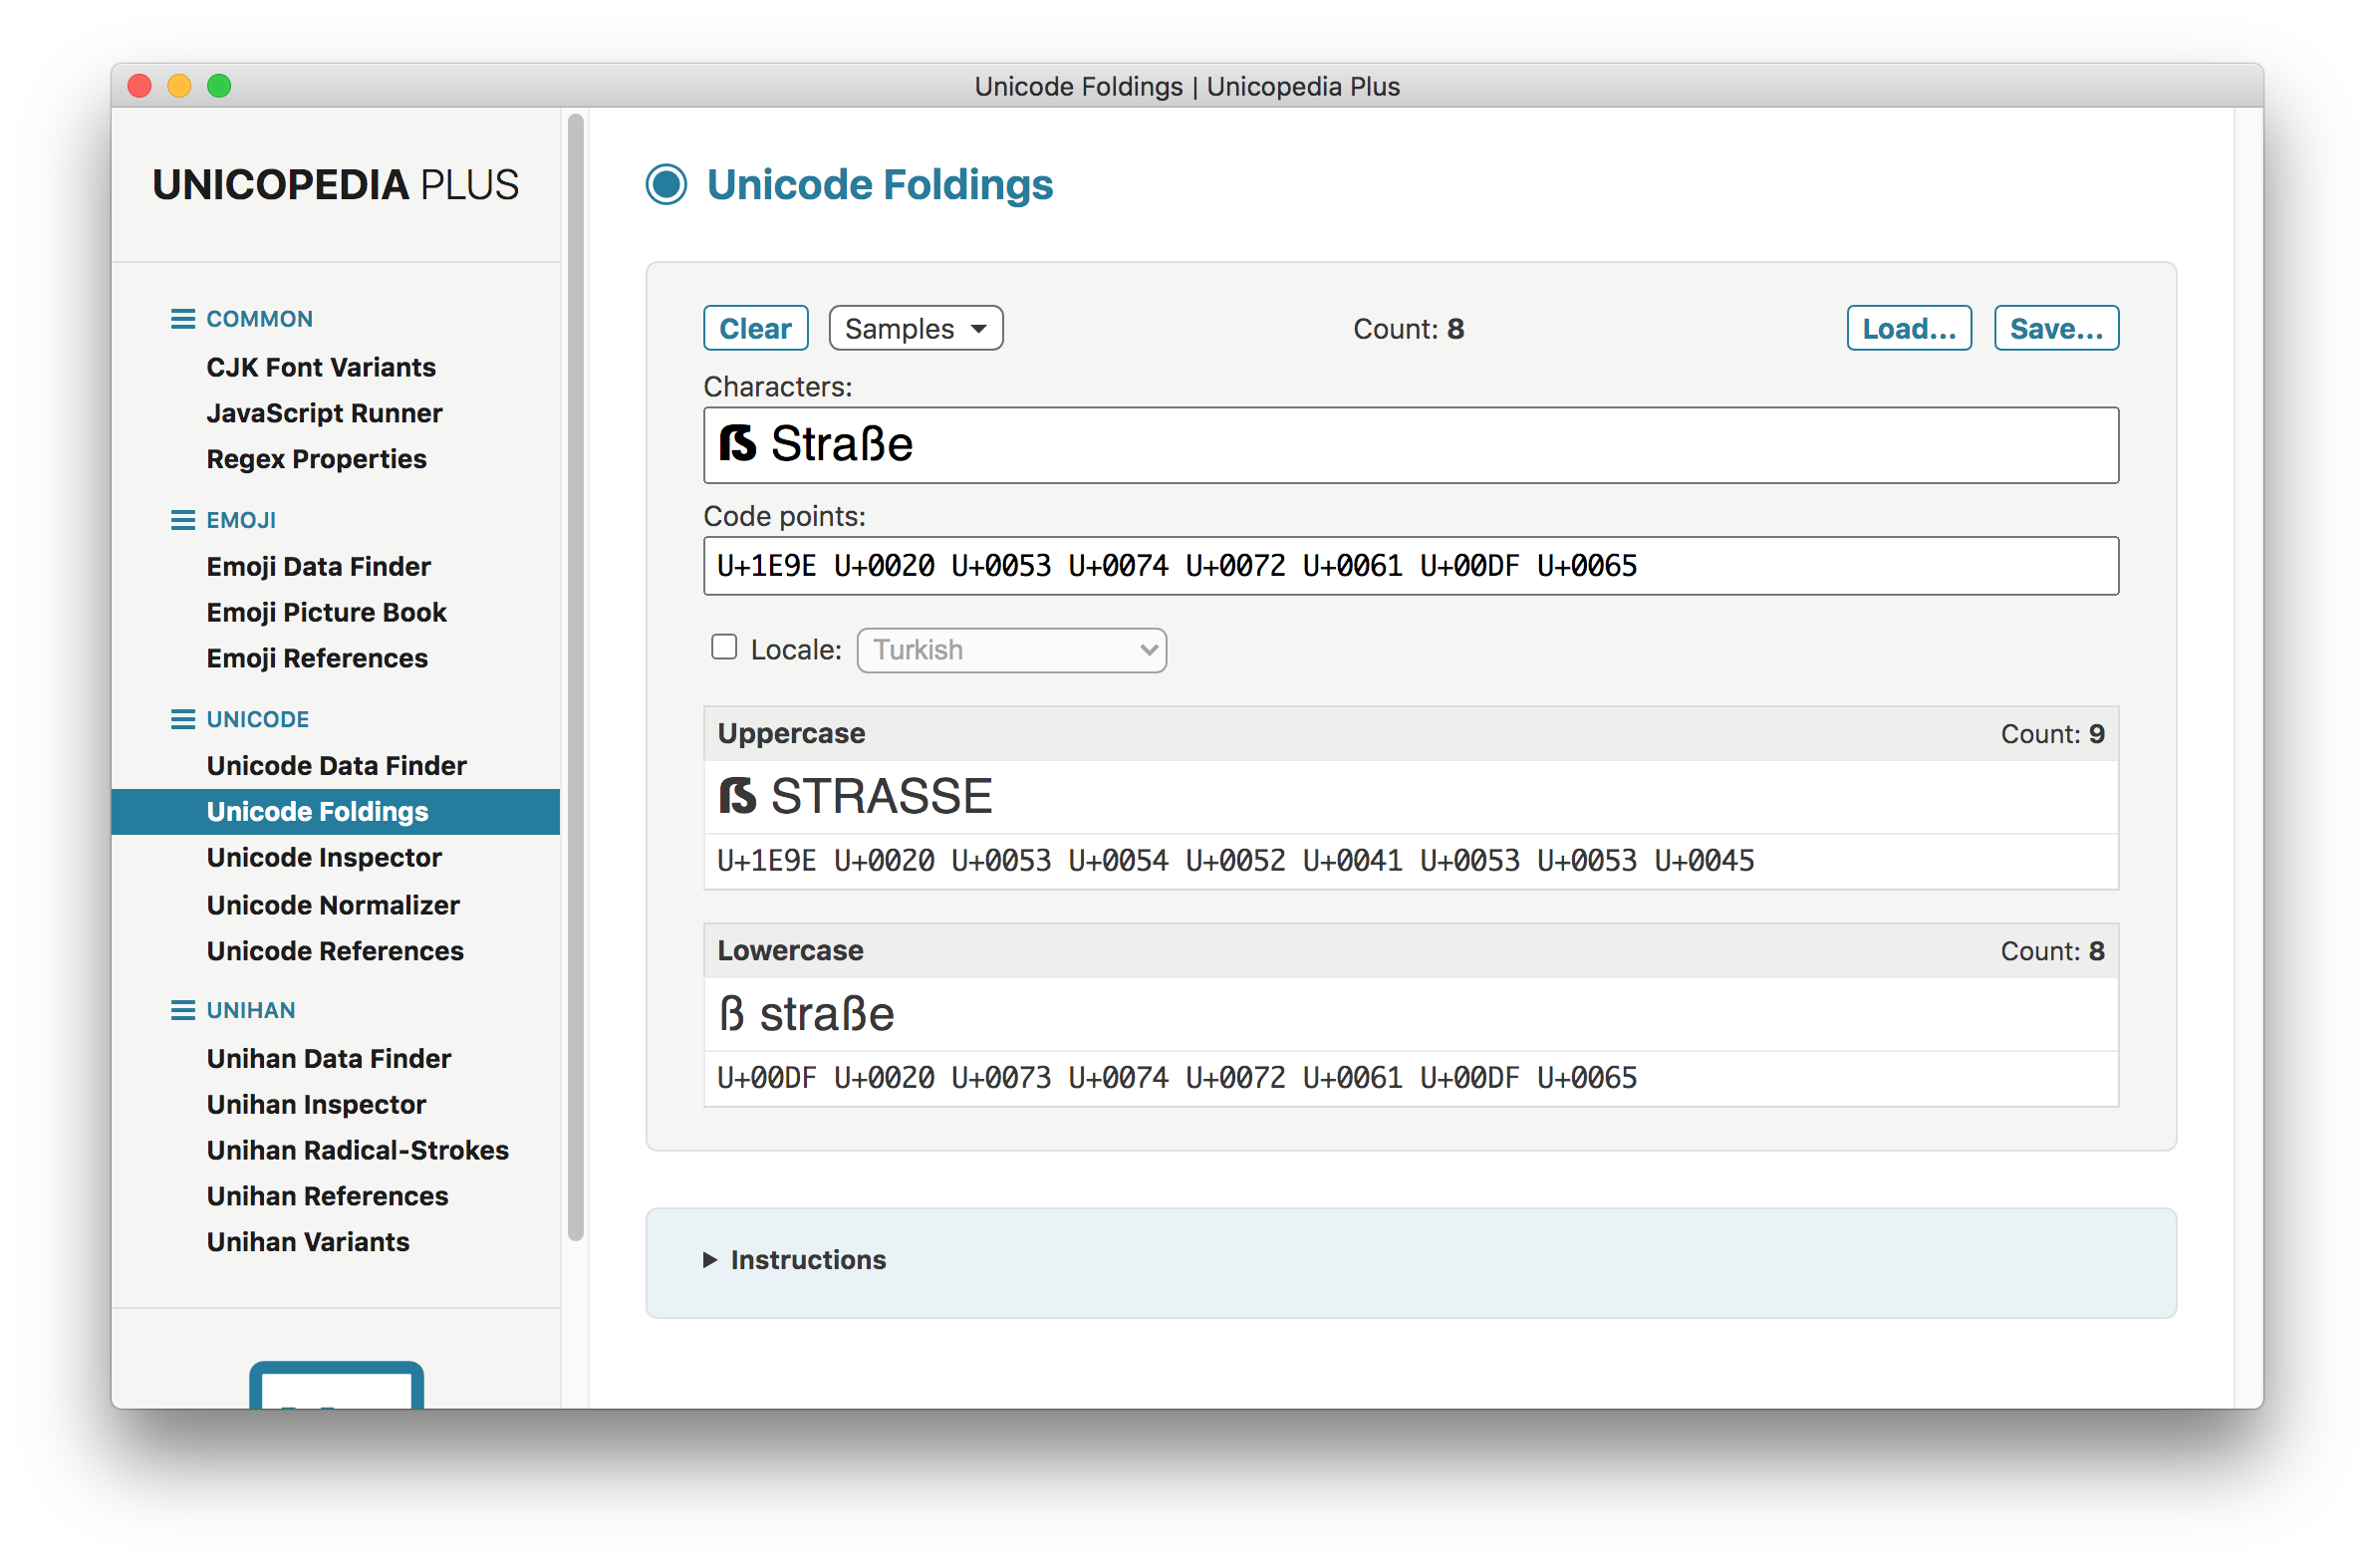 Unicode Foldings | Unicopedia Plus
UNICOPEDIA PLUS
COMMON
CJK Font Variants
JavaScript Runner
Regex Properties
EMOJI
Emoji Data Finder
Emoji Picture Book
Emoji References
UNICODE
Unicode Data Finder
Unicode Foldings
Unicode Inspector
Unicode Normalizer
Unicode References
UNIHAN
Unihan Data Finder
Unihan Inspector
Unihan Radical-Strokes
Unihan References
Unihan Variants
Unicode Foldings
Clear Samples Count: 8 Load... Save...
Characters:
ẞ Straße
Code points:
U+1E9E U+0020 U+0053 U+0074 U+0072 U+0061 U+00DF U+0065
Locale: Turkish
Uppercase Count: 9
ẞ STRASSE
U+1E9E U+0020 U+0053 U+0054 U+0052 U+0041 U+0053 U+0053 U+0045
Lowercase Count: 8
ß straße
U+00DF U+0020 U+0073 U+0074 U+0072 U+0061 U+00DF U+0065
Instructions